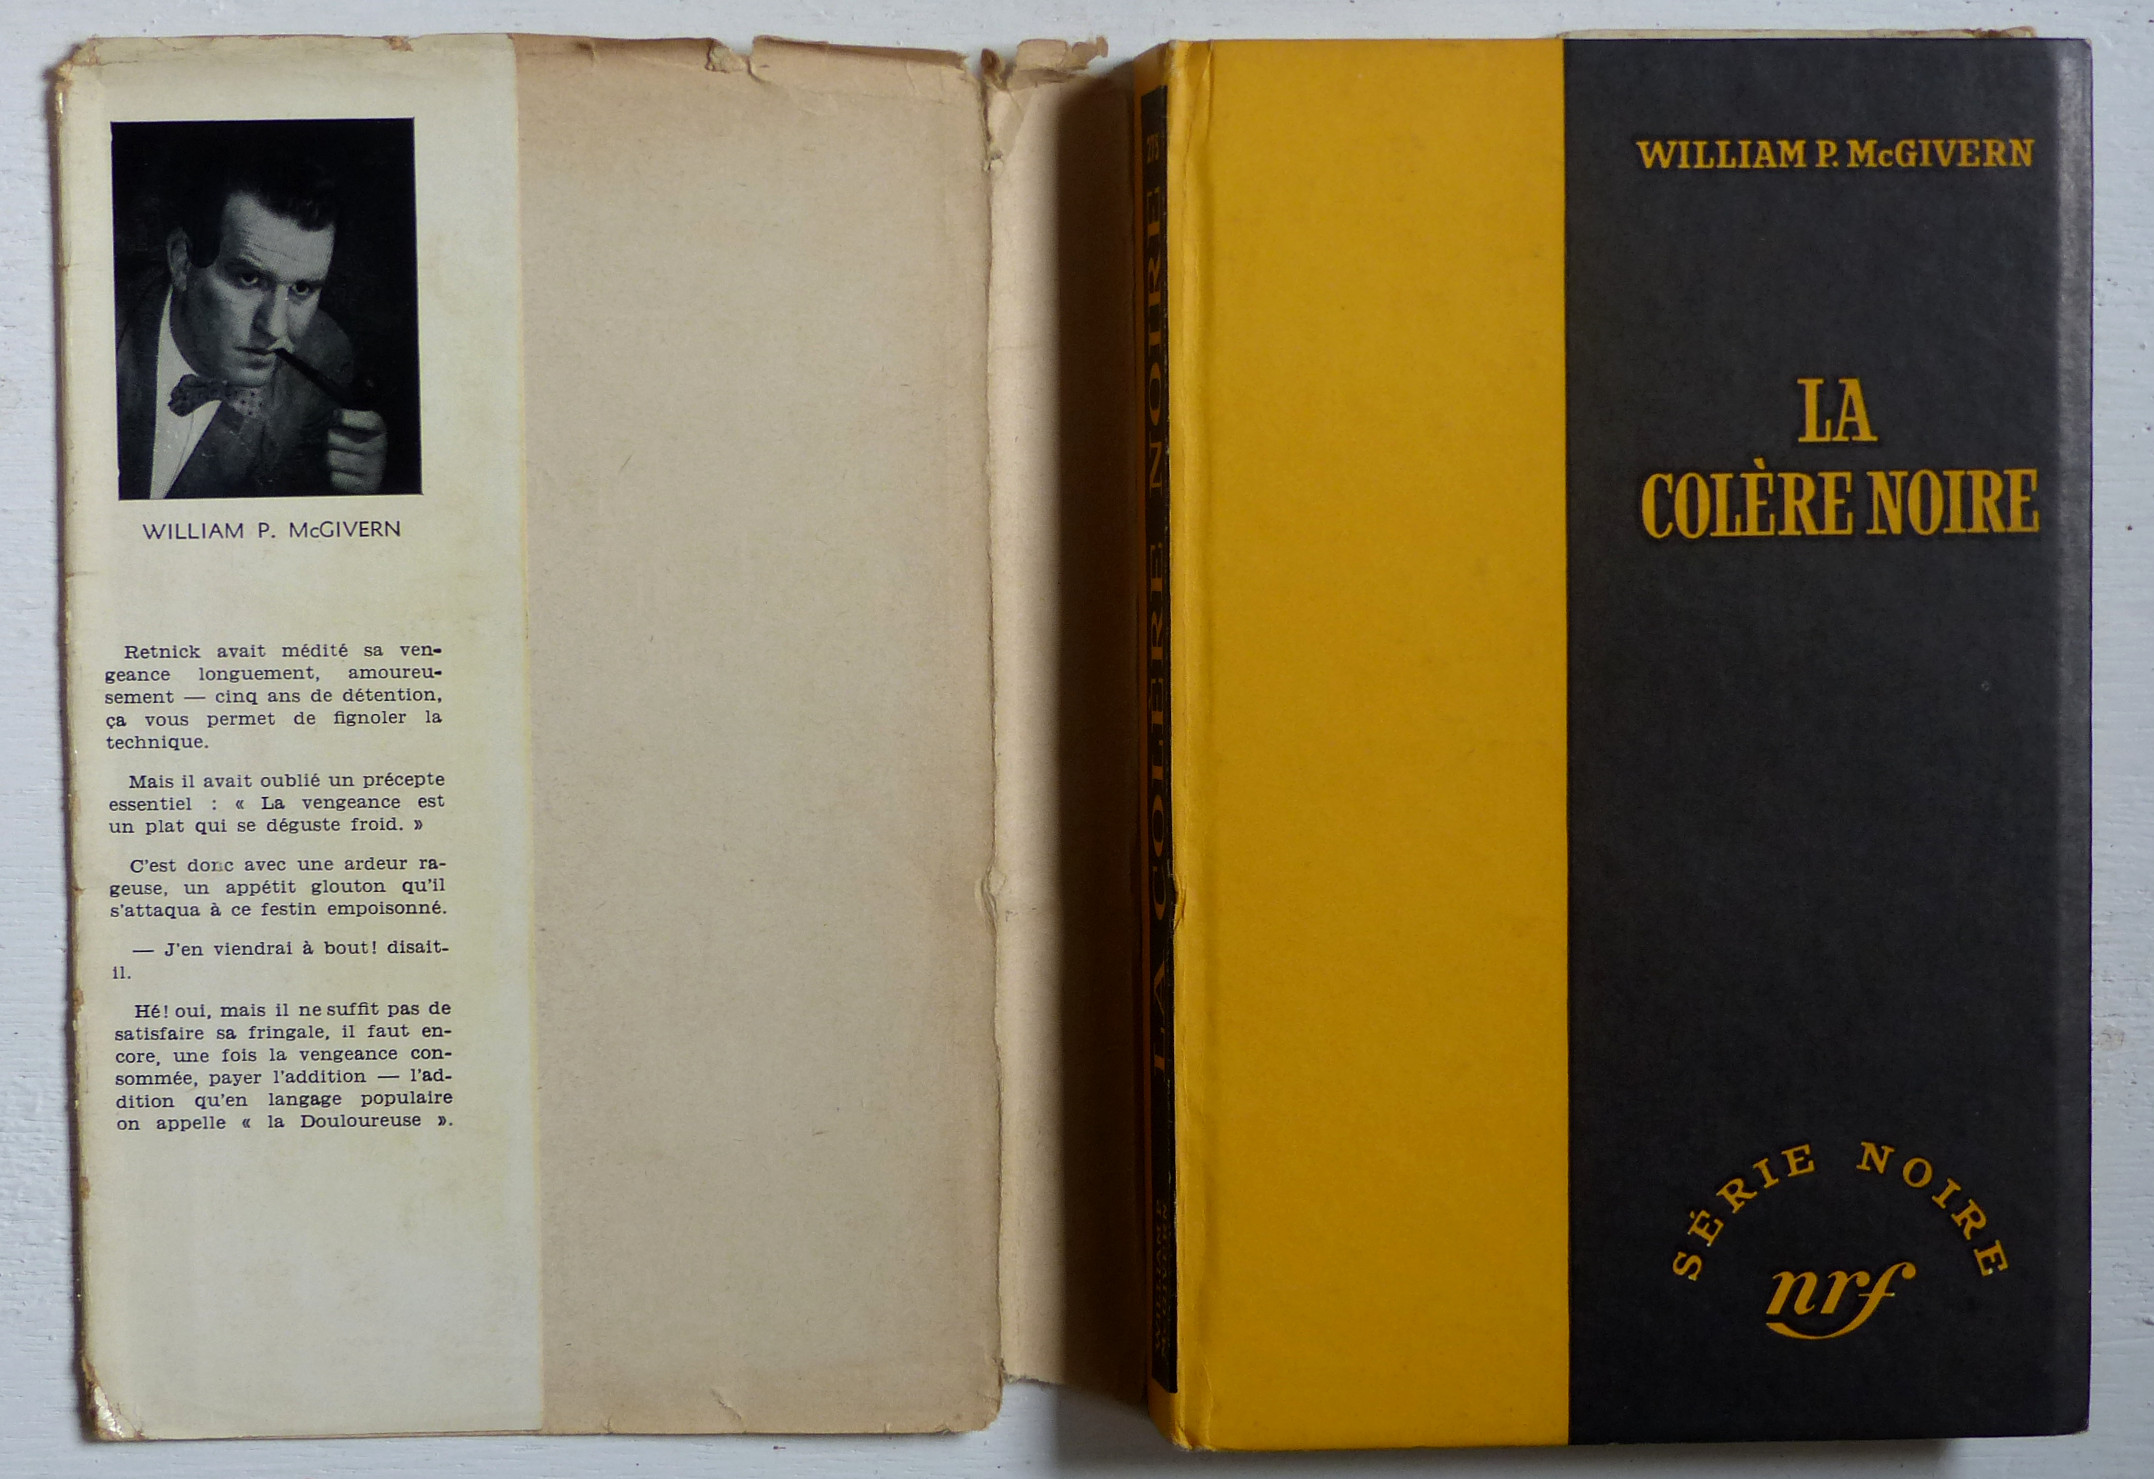 WILLIAM P. McGIVERN
Retnick avait médité sa ven-
geance longuement, amoureu-
sement — cinq ans de détention,
ça vous permet de fignoler la
technique.
Mais il avait oublié un précepte
essentiel : « La vengeance est
un plat qui se déguste froid. »
C'est donc avec une ardeur ra-
geuse, un appétit glouton qu'il
s'attaqua à ce festin empoisonné.
— J'en viendrai à bout! disait-
il.
Hé! oui, mais il ne suffit pas de
satisfaire sa fringale, il faut en-
core, une fois la vengeance con-
sommée, payer l'addition — l'ad-
dition qu'en langage populaire
on appelle « la Douloureuse ».
LA COLÈRE NOIRE
WILLIAM P.
McGIVERN
WILLIAM P. McGIVERN
LA
COLÈRE NOIRE
SÉRIE NOIRE
nrf